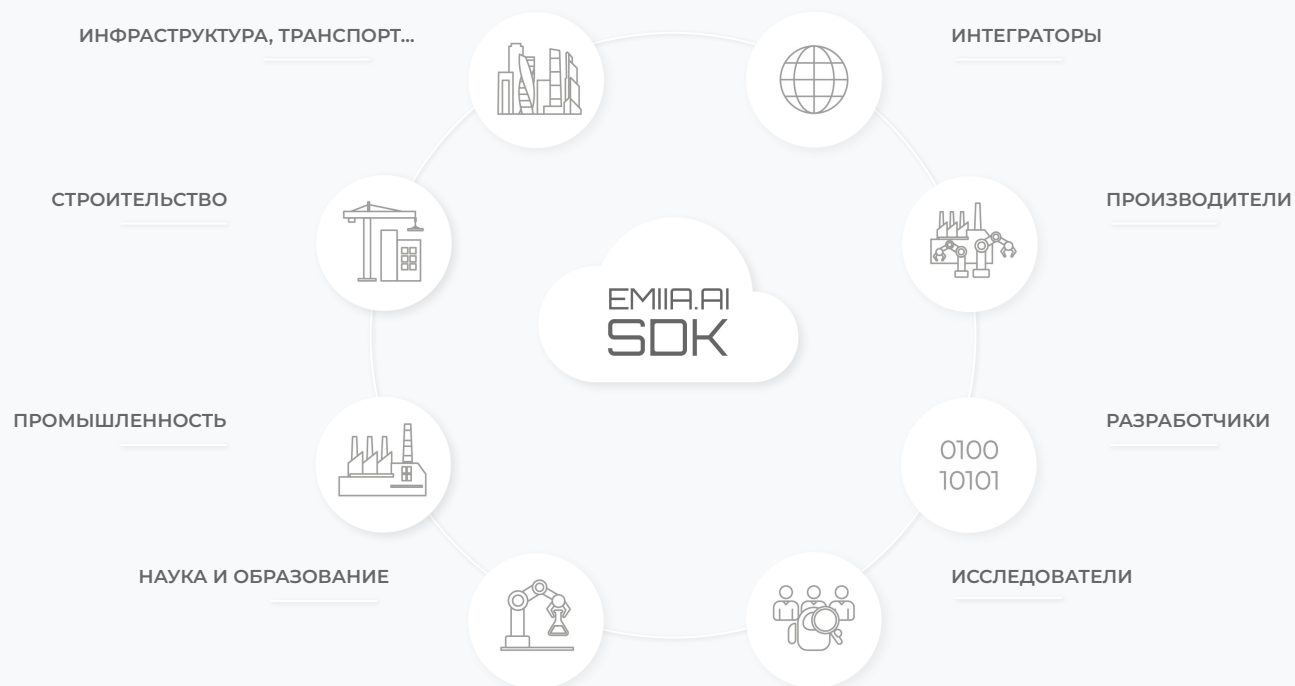 ИНФРАСТРУКТУРА, ТРАНСПОРТ...
ИНТЕГРАТОРЫ
СТРОИТЕЛЬСТВО
ПРОИЗВОДИТЕЛИ
EMIIA.AI
SDK
ПРОМЫШЛЕННОСТЬ
РАЗРАБОТЧИКИ
0100
10101
НАУКА И ОБРАЗОВАНИЕ
ИССЛЕДОВАТЕЛИ